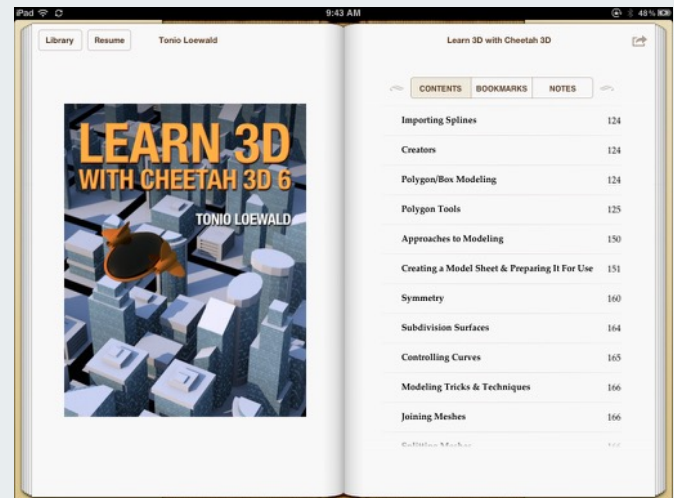 iPad
9:43 AM
48%
Library
Resume
Tonio Loewald
LEARN 3D
WITH CHEETAH 3D 6
TONIO LOEWALD
Learn 3D with Cheetah 3D
CONTENTS
BOOKMARKS
NOTES
Importing Splines 124
Creators 124
Polygon/Box Modeling 124
Polygon Tools 125
Approaches to Modeling 150
Creating a Model Sheet & Preparing It For Use 151
Symmetry 160
Subdivision Surfaces 164
Controlling Curves 165
Modeling Tricks & Techniques 166
Joining Meshes 166
Splitting Meshes 166